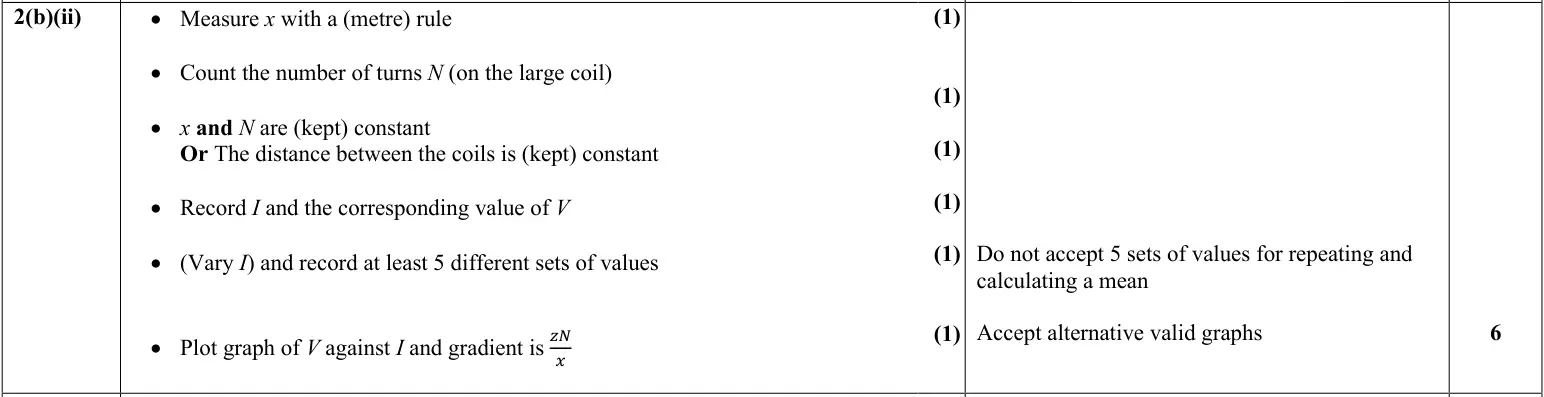 2(b)(ii)
• Measure x with a (metre) rule (1)
• Count the number of turns N (on the large coil)
(1)
• x and N are (kept) constant
Or The distance between the coils is (kept) constant (1)
• Record I and the corresponding value of V (1)
• (Vary I) and record at least 5 different sets of values (1) Do not accept 5 sets of values for repeating and
calculating a mean
• Plot graph of V against I and gradient is zN/x (1) Accept alternative valid graphs 6